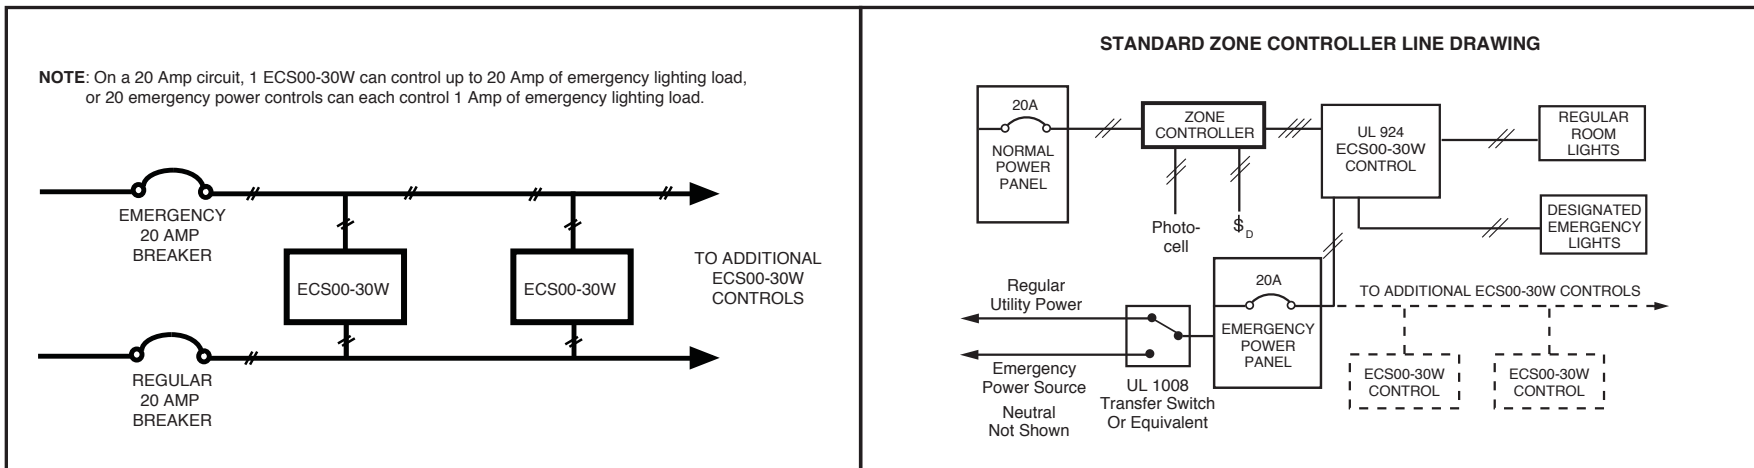 NOTE: On a 20 Amp circuit, 1 ECS00-30W can control up to 20 Amp of emergency lighting load,
or 20 emergency power controls can each control 1 Amp of emergency lighting load.
EMERGENCY
20 AMP
BREAKER
ECS00-30W
ECS00-30W
TO ADDITIONAL
ECS00-30W
CONTROLS
REGULAR
20 AMP
BREAKER
STANDARD ZONE CONTROLLER LINE DRAWING
20A
NORMAL
POWER
PANEL
ZONE
CONTROLLER
UL 924
ECS00-30W
CONTROL
REGULAR
ROOM
LIGHTS
Photo-
cell
$D
DESIGNATED
EMERGENCY
LIGHTS
Regular
Utility Power
20A
EMERGENCY
POWER
PANEL
TO ADDITIONAL ECS00-30W CONTROLS
Emergency
Power Source
Neutral
Not Shown
UL 1008
Transfer Switch
Or Equivalent
ECS00-30W
CONTROL
ECS00-30W
CONTROL